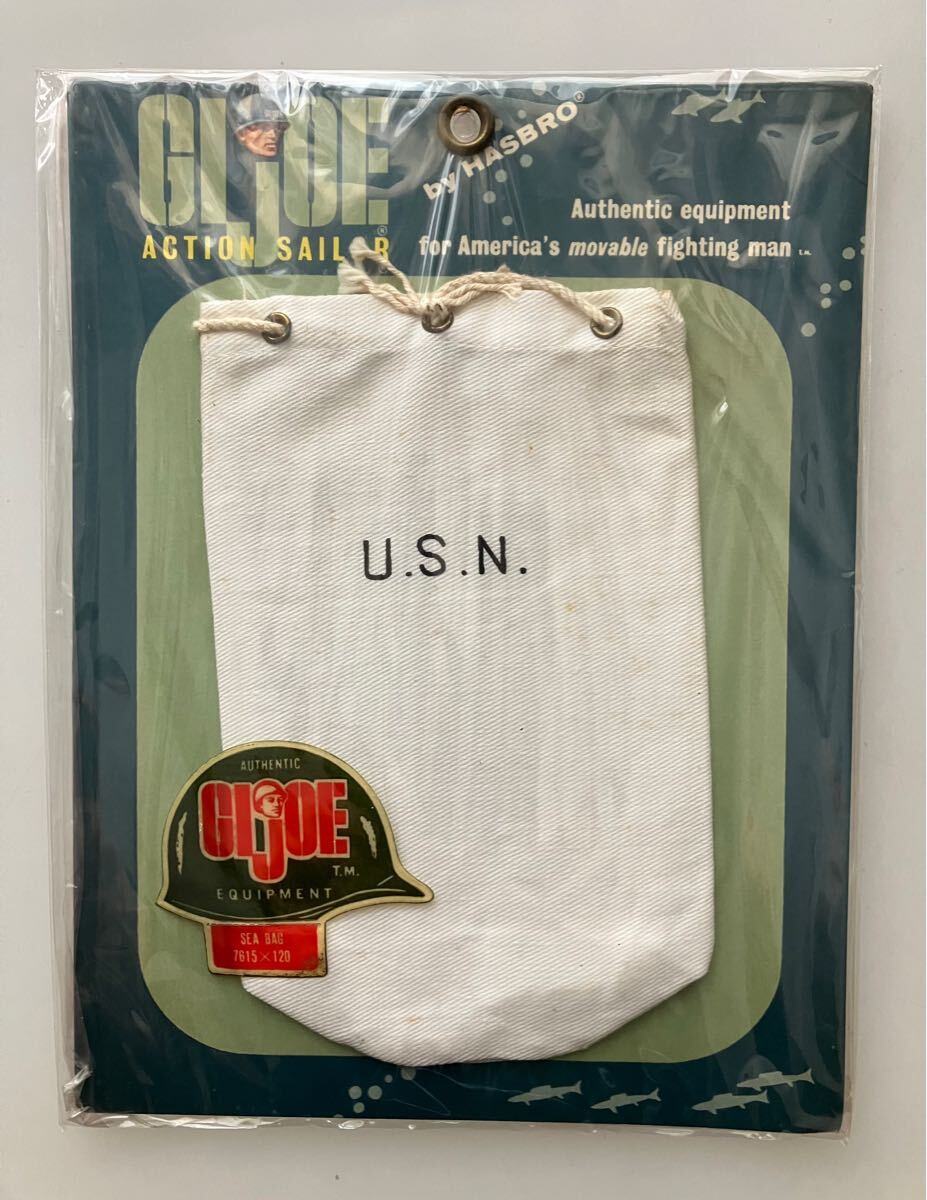 GI JOE®
by HASBRO®
ACTION SAILOR
Authentic equipment
for America's movable fighting man T.M.
U.S.N.
AUTHENTIC
GI JOE
T.M.
EQUIPMENT
SEA BAG
7615×120